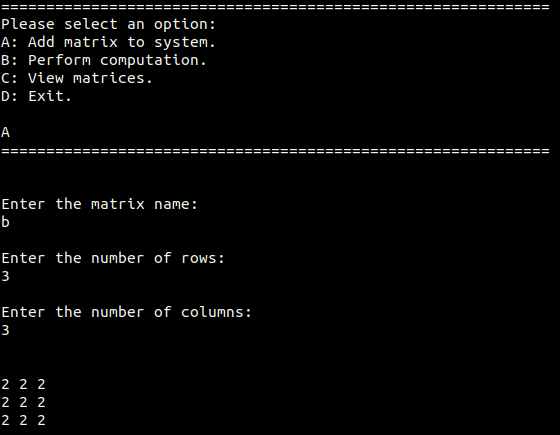 =============================================================
Please select an option:
A: Add matrix to system.
B: Perform computation.
C: View matrices.
D: Exit.
A
=============================================================
Enter the matrix name:
b
Enter the number of rows:
3
Enter the number of columns:
3
2 2 2
2 2 2
2 2 2